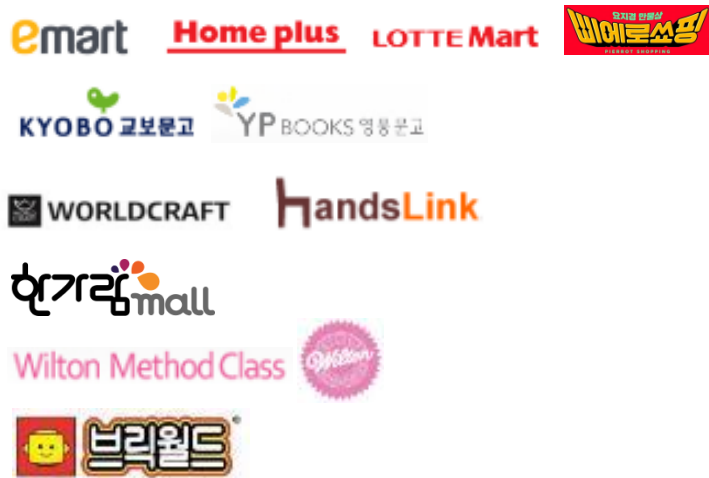 emart Home plus LOTTE Mart 요지경 만물상
삐에로쑈핑
PIERROT SHOPPING
KYOBO 교보문고 YP BOOKS 영풍문고
WORLDCRAFT handsLink
한가람mall
Wilton Method Class Wilton
브릭월드